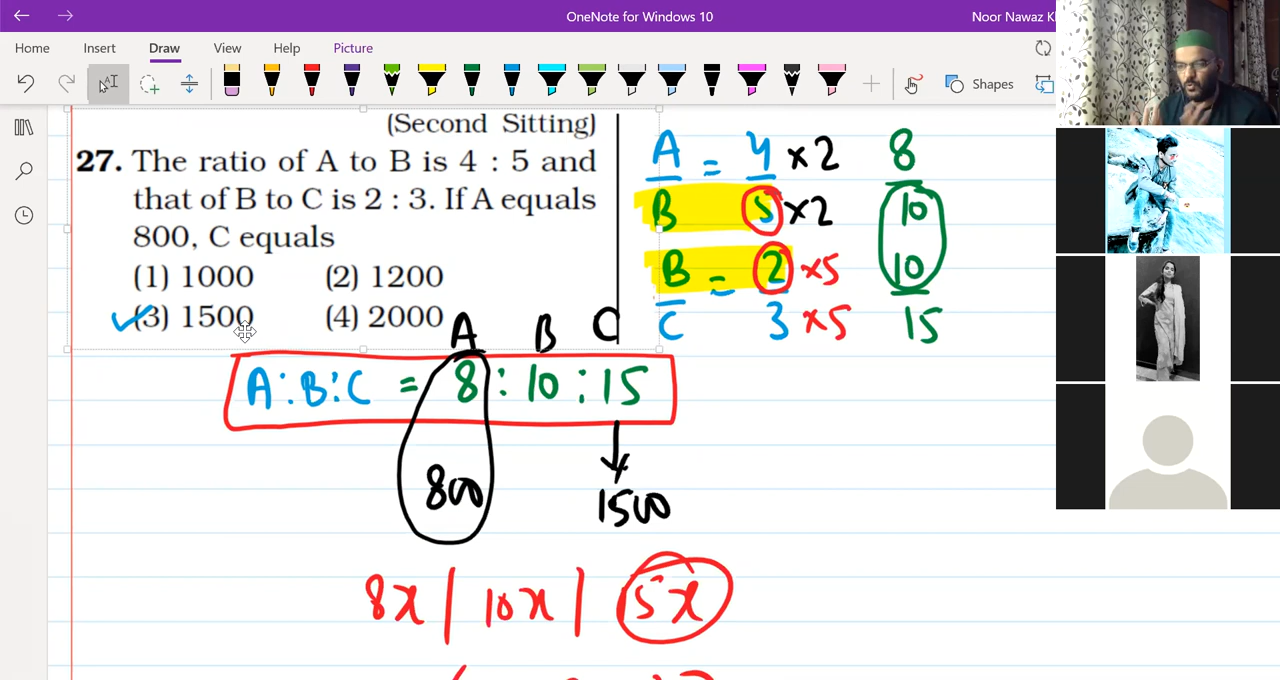 OneNote for Windows 10
Noor Nawaz Kh
Home Insert Draw View Help Picture
Shapes
(Second Sitting)
27. The ratio of A to B is 4 : 5 and
that of B to C is 2 : 3. If A equals
800, C equals
(1) 1000 (2) 1200
(3) 1500 (4) 2000
A = 4 ×2 8
B 5 ×2 10
B = 2 ×5 10
C 3 ×5 15
A B C
A : B : C = 8 : 10 : 15
800 1500
8x | 10x | 15x